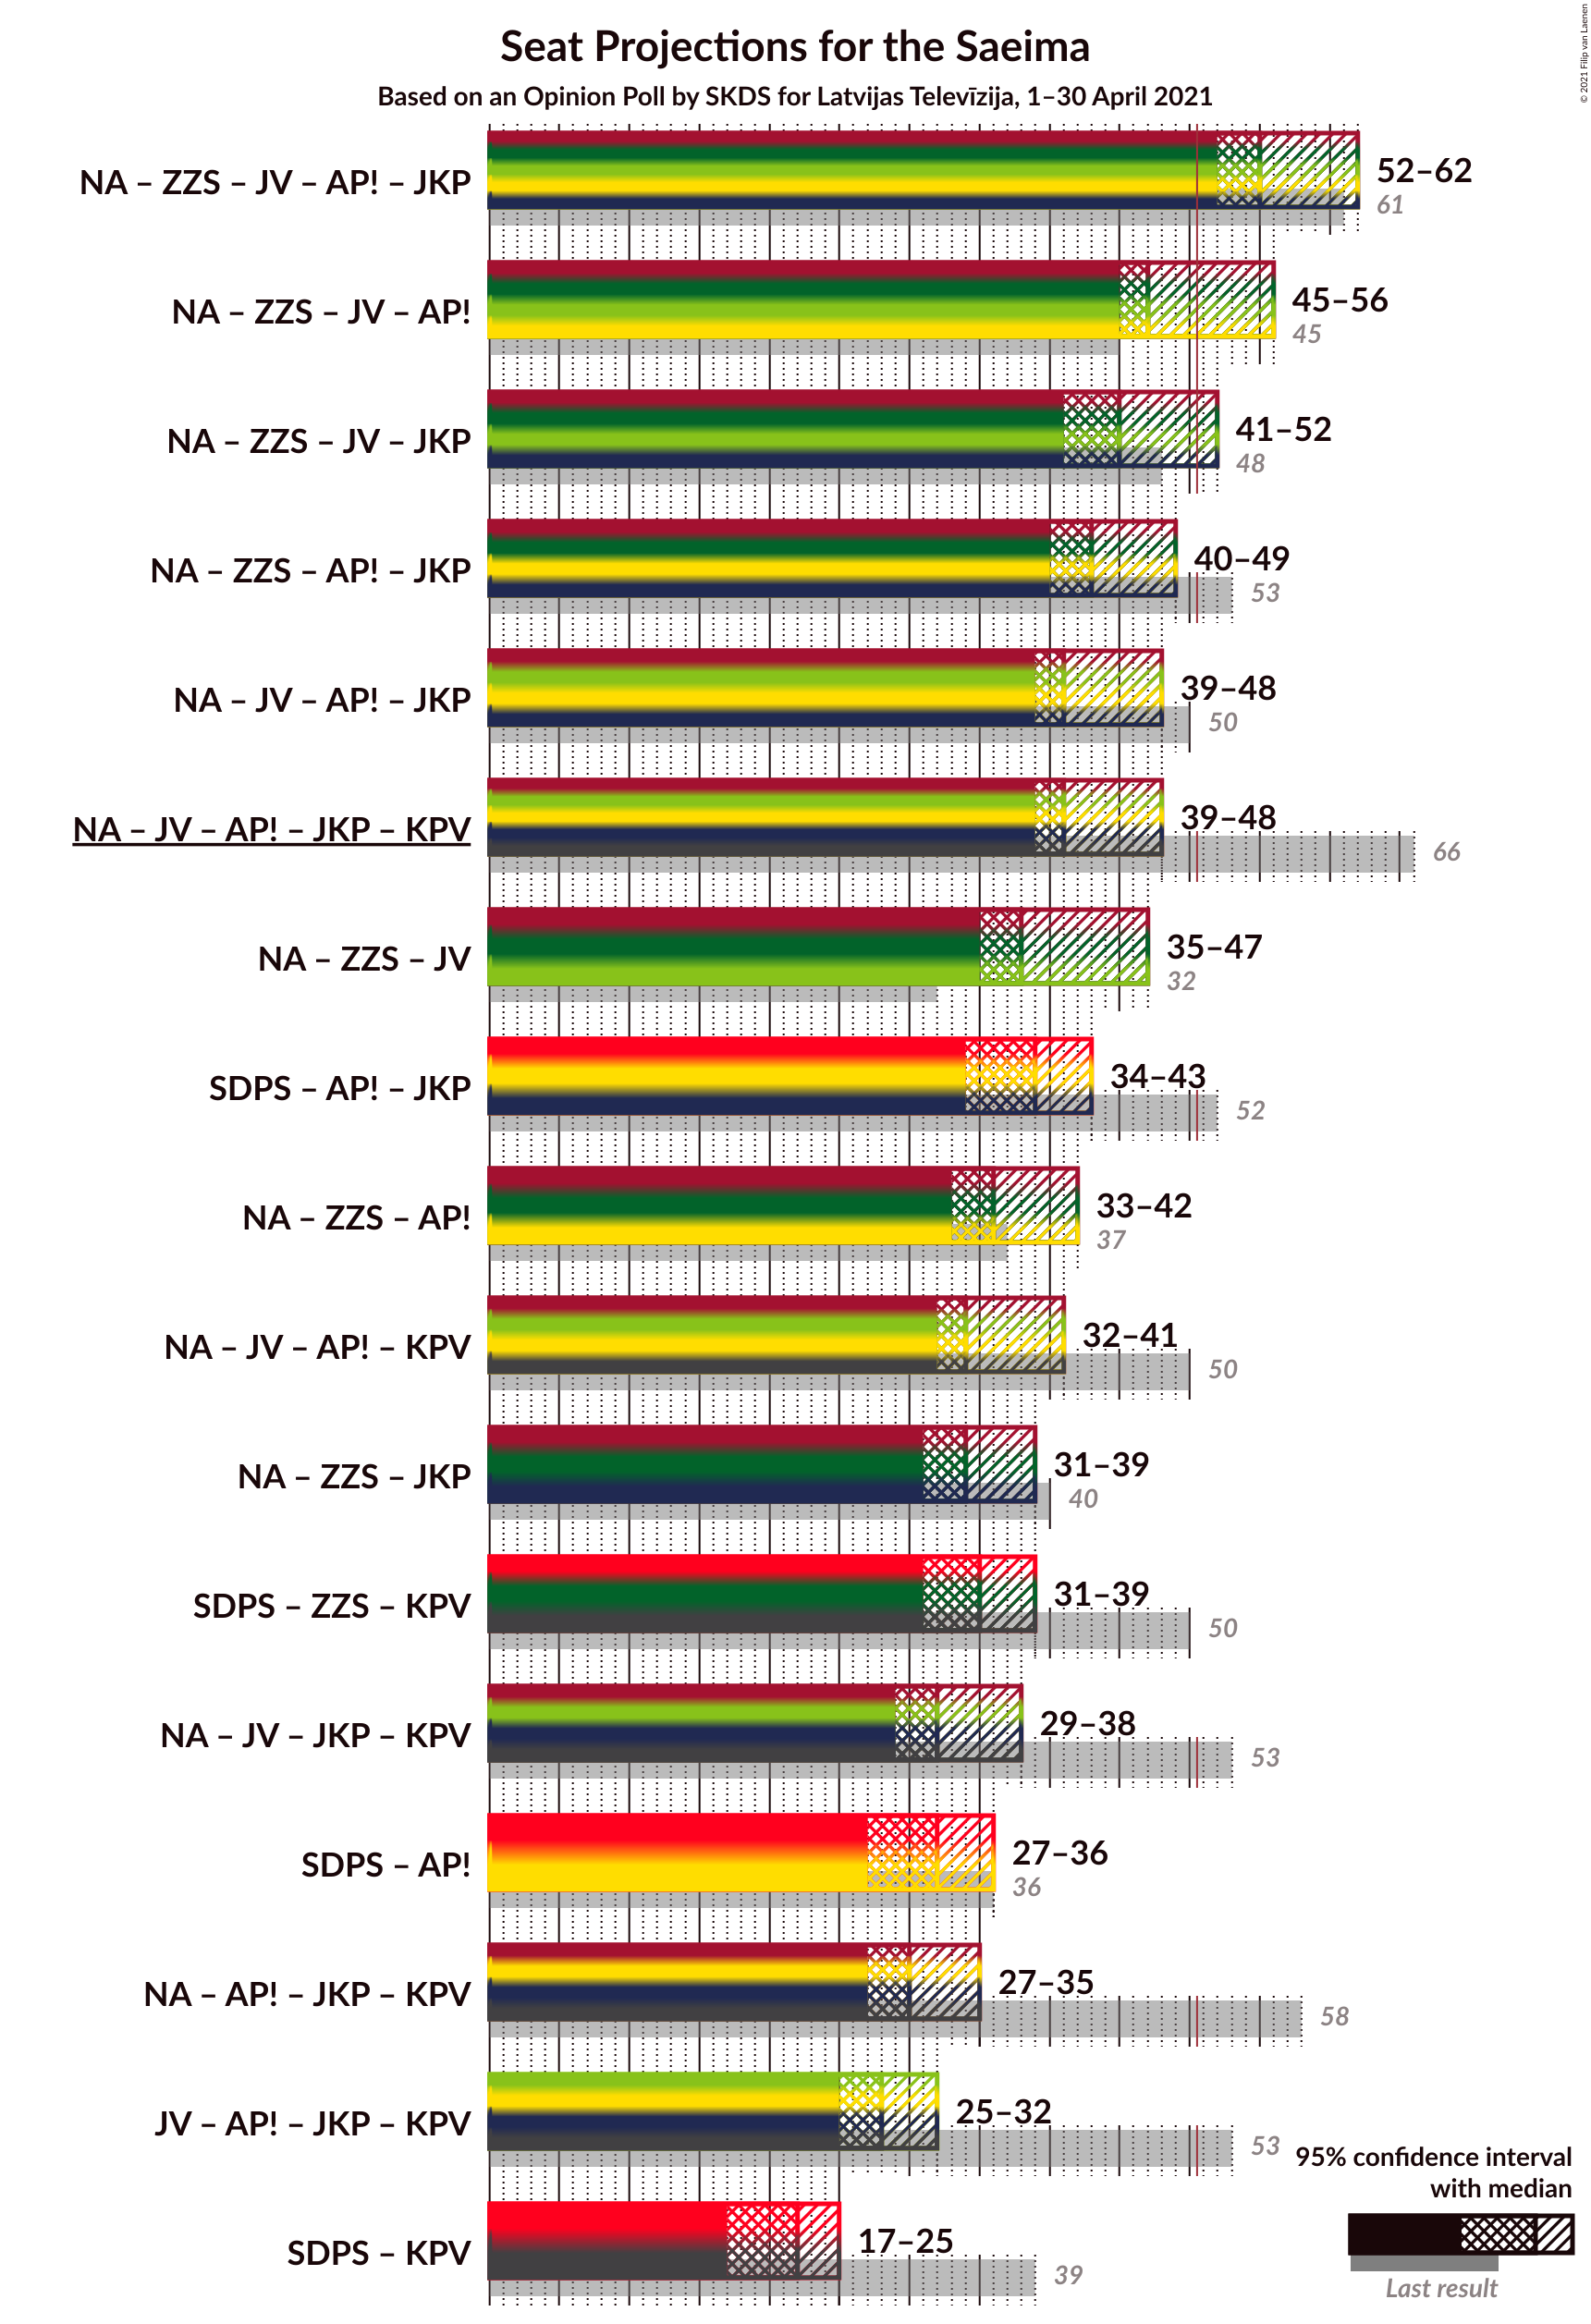 © 2021 Filip van Laenen
Seat Projections for the Saeima
Based on an Opinion Poll by SKDS for Latvijas Televīzija, 1–30 April 2021
NA – ZZS – JV – AP! – JKP
52–62
61
NA – ZZS – JV – AP!
45–56
45
NA – ZZS – JV – JKP
41–52
48
NA – ZZS – AP! – JKP
40–49
53
NA – JV – AP! – JKP
39–48
50
NA – JV – AP! – JKP – KPV
39–48
66
NA – ZZS – JV
35–47
32
SDPS – AP! – JKP
34–43
52
NA – ZZS – AP!
33–42
37
NA – JV – AP! – KPV
32–41
50
NA – ZZS – JKP
31–39
40
SDPS – ZZS – KPV
31–39
50
NA – JV – JKP – KPV
29–38
53
SDPS – AP!
27–36
36
NA – AP! – JKP – KPV
27–35
58
JV – AP! – JKP – KPV
25–32
53
SDPS – KPV
17–25
39
95% confidence interval
with median
Last result